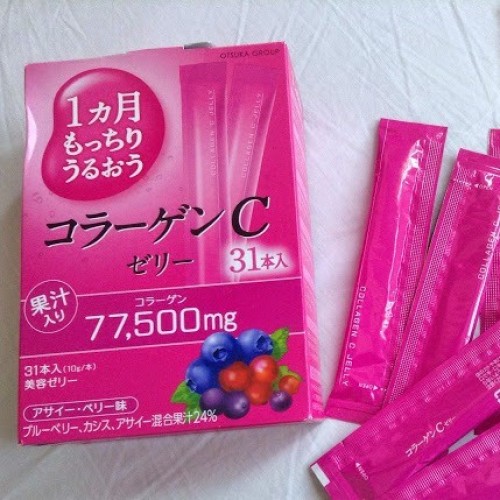 OTSUKA GROUP
1ヵ月
もっちり
うるおう
COLLAGEN C JELLY
COLLAGEN C JELLY
コラーゲンC
ゼリー
31本入
果汁
入り
コラーゲン
77,500mg
31本入(10g/本)
美容ゼリー
アサイー・ベリー味
ブルーベリー、カシス、アサイー混合果汁24%
COLLAGEN C JELLY
COLLAGEN C
コラーゲンCゼリー